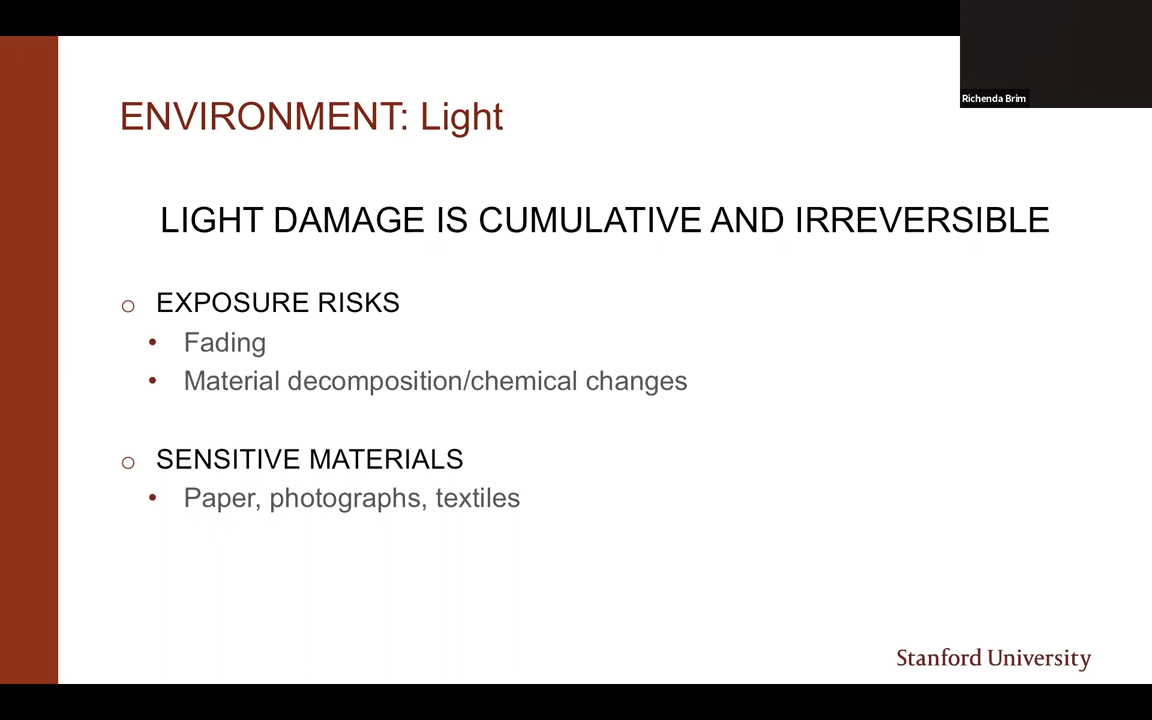 Richenda Brim
ENVIRONMENT: Light
LIGHT DAMAGE IS CUMULATIVE AND IRREVERSIBLE
o EXPOSURE RISKS
• Fading
• Material decomposition/chemical changes
o SENSITIVE MATERIALS
• Paper, photographs, textiles
Stanford University